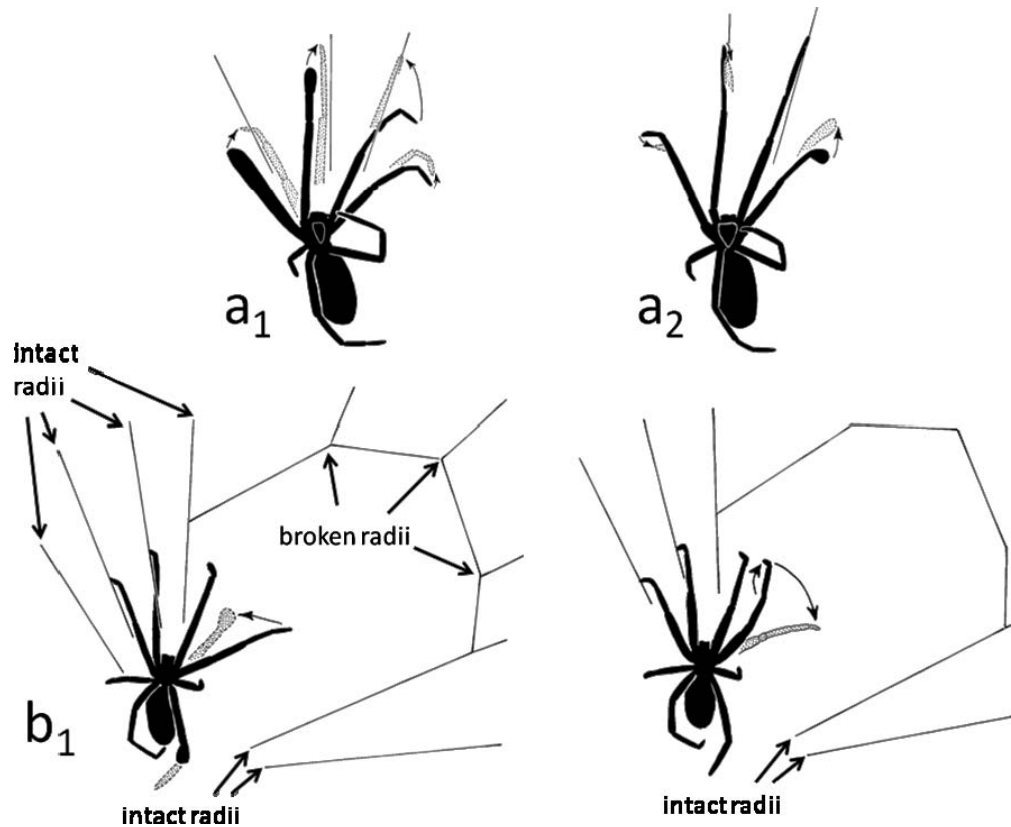 a1
a2
intact
radii
broken radii
b1
intact radii
intact radii